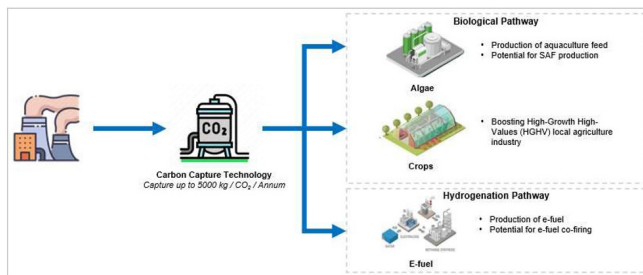 Biological Pathway
Algae
• Production of aquaculture feed
• Potential for SAF production
CO₂
Carbon Capture Technology
Capture up to 5000 kg / CO₂ / Annum
Crops
• Boosting High-Growth High-
Values (HGHV) local agriculture
industry
Hydrogenation Pathway
E-fuel
• Production of e-fuel
• Potential for e-fuel co-firing